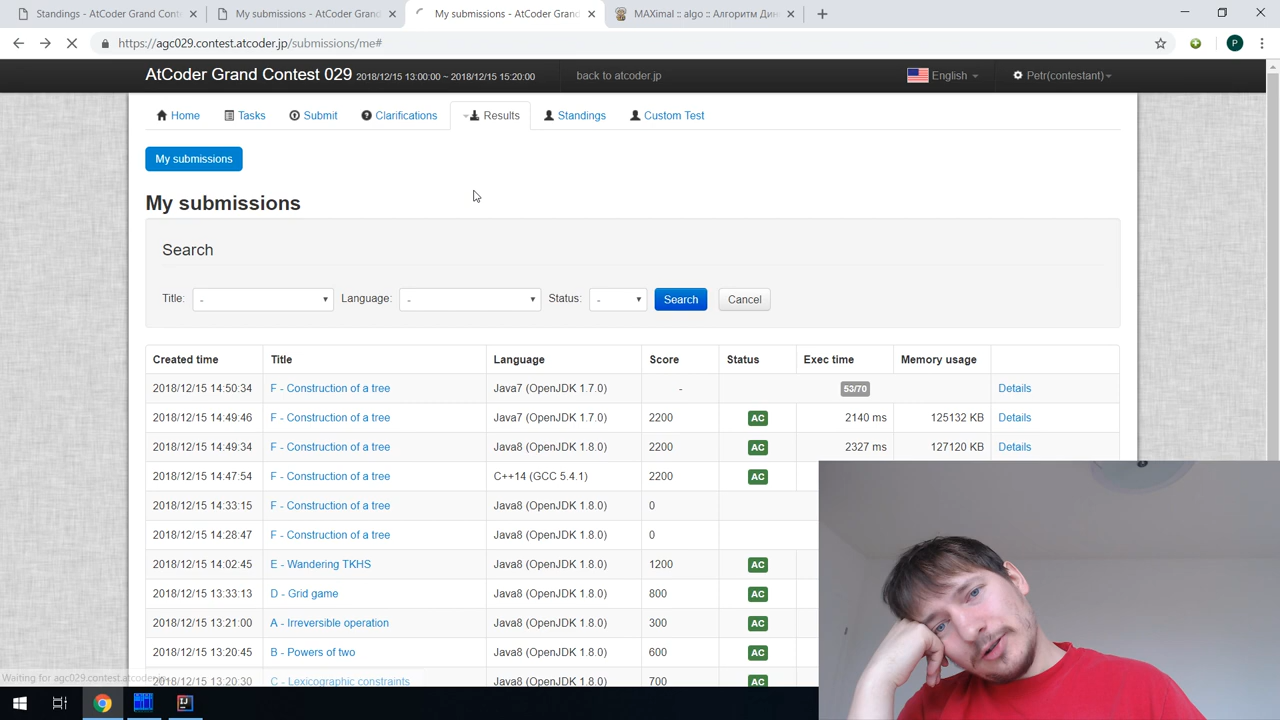 Standings - AtCoder Grand Conte
My submissions - AtCoder Grand
My submissions - AtCoder Grand
MAXimal :: algo :: Алгоритм Дин
https://agc029.contest.atcoder.jp/submissions/me#
P
AtCoder Grand Contest 029 2018/12/15 13:00:00 ~ 2018/12/15 15:20:00 back to atcoder.jp English Petr(contestant)
Home Tasks Submit Clarifications Results Standings Custom Test
My submissions
My submissions
Search
Title: - Language: - Status: - Search Cancel
Created time Title Language Score Status Exec time Memory usage
2018/12/15 14:50:34 F - Construction of a tree Java7 (OpenJDK 1.7.0) - 53/70 Details
2018/12/15 14:49:46 F - Construction of a tree Java7 (OpenJDK 1.7.0) 2200 AC 2140 ms 125132 KB Details
2018/12/15 14:49:34 F - Construction of a tree Java8 (OpenJDK 1.8.0) 2200 AC 2327 ms 127120 KB Details
2018/12/15 14:47:54 F - Construction of a tree C++14 (GCC 5.4.1) 2200 AC
2018/12/15 14:33:15 F - Construction of a tree Java8 (OpenJDK 1.8.0) 0
2018/12/15 14:28:47 F - Construction of a tree Java8 (OpenJDK 1.8.0) 0
2018/12/15 14:02:45 E - Wandering TKHS Java8 (OpenJDK 1.8.0) 1200 AC
2018/12/15 13:33:13 D - Grid game Java8 (OpenJDK 1.8.0) 800 AC
2018/12/15 13:21:00 A - Irreversible operation Java8 (OpenJDK 1.8.0) 300 AC
2018/12/15 13:20:45 B - Powers of two Java8 (OpenJDK 1.8.0) 600 AC
2018/12/15 13:20:30 C - Lexicographic constraints Java8 (OpenJDK 1.8.0) 700 AC
Waiting for agc029.contest.atcoder